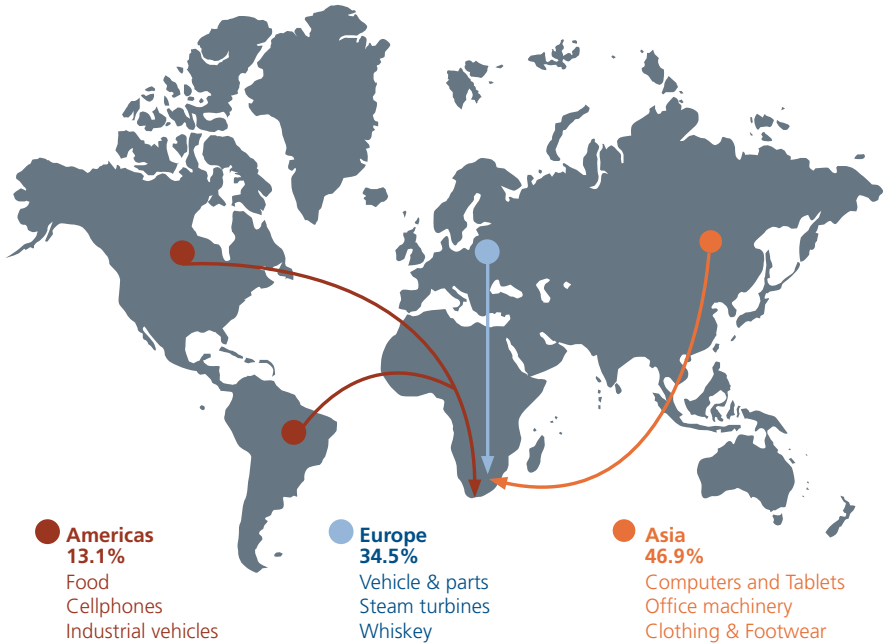 Americas
13.1%
Food
Cellphones
Industrial vehicles
Europe
34.5%
Vehicle & parts
Steam turbines
Whiskey
Asia
46.9%
Computers and Tablets
Office machinery
Clothing & Footwear